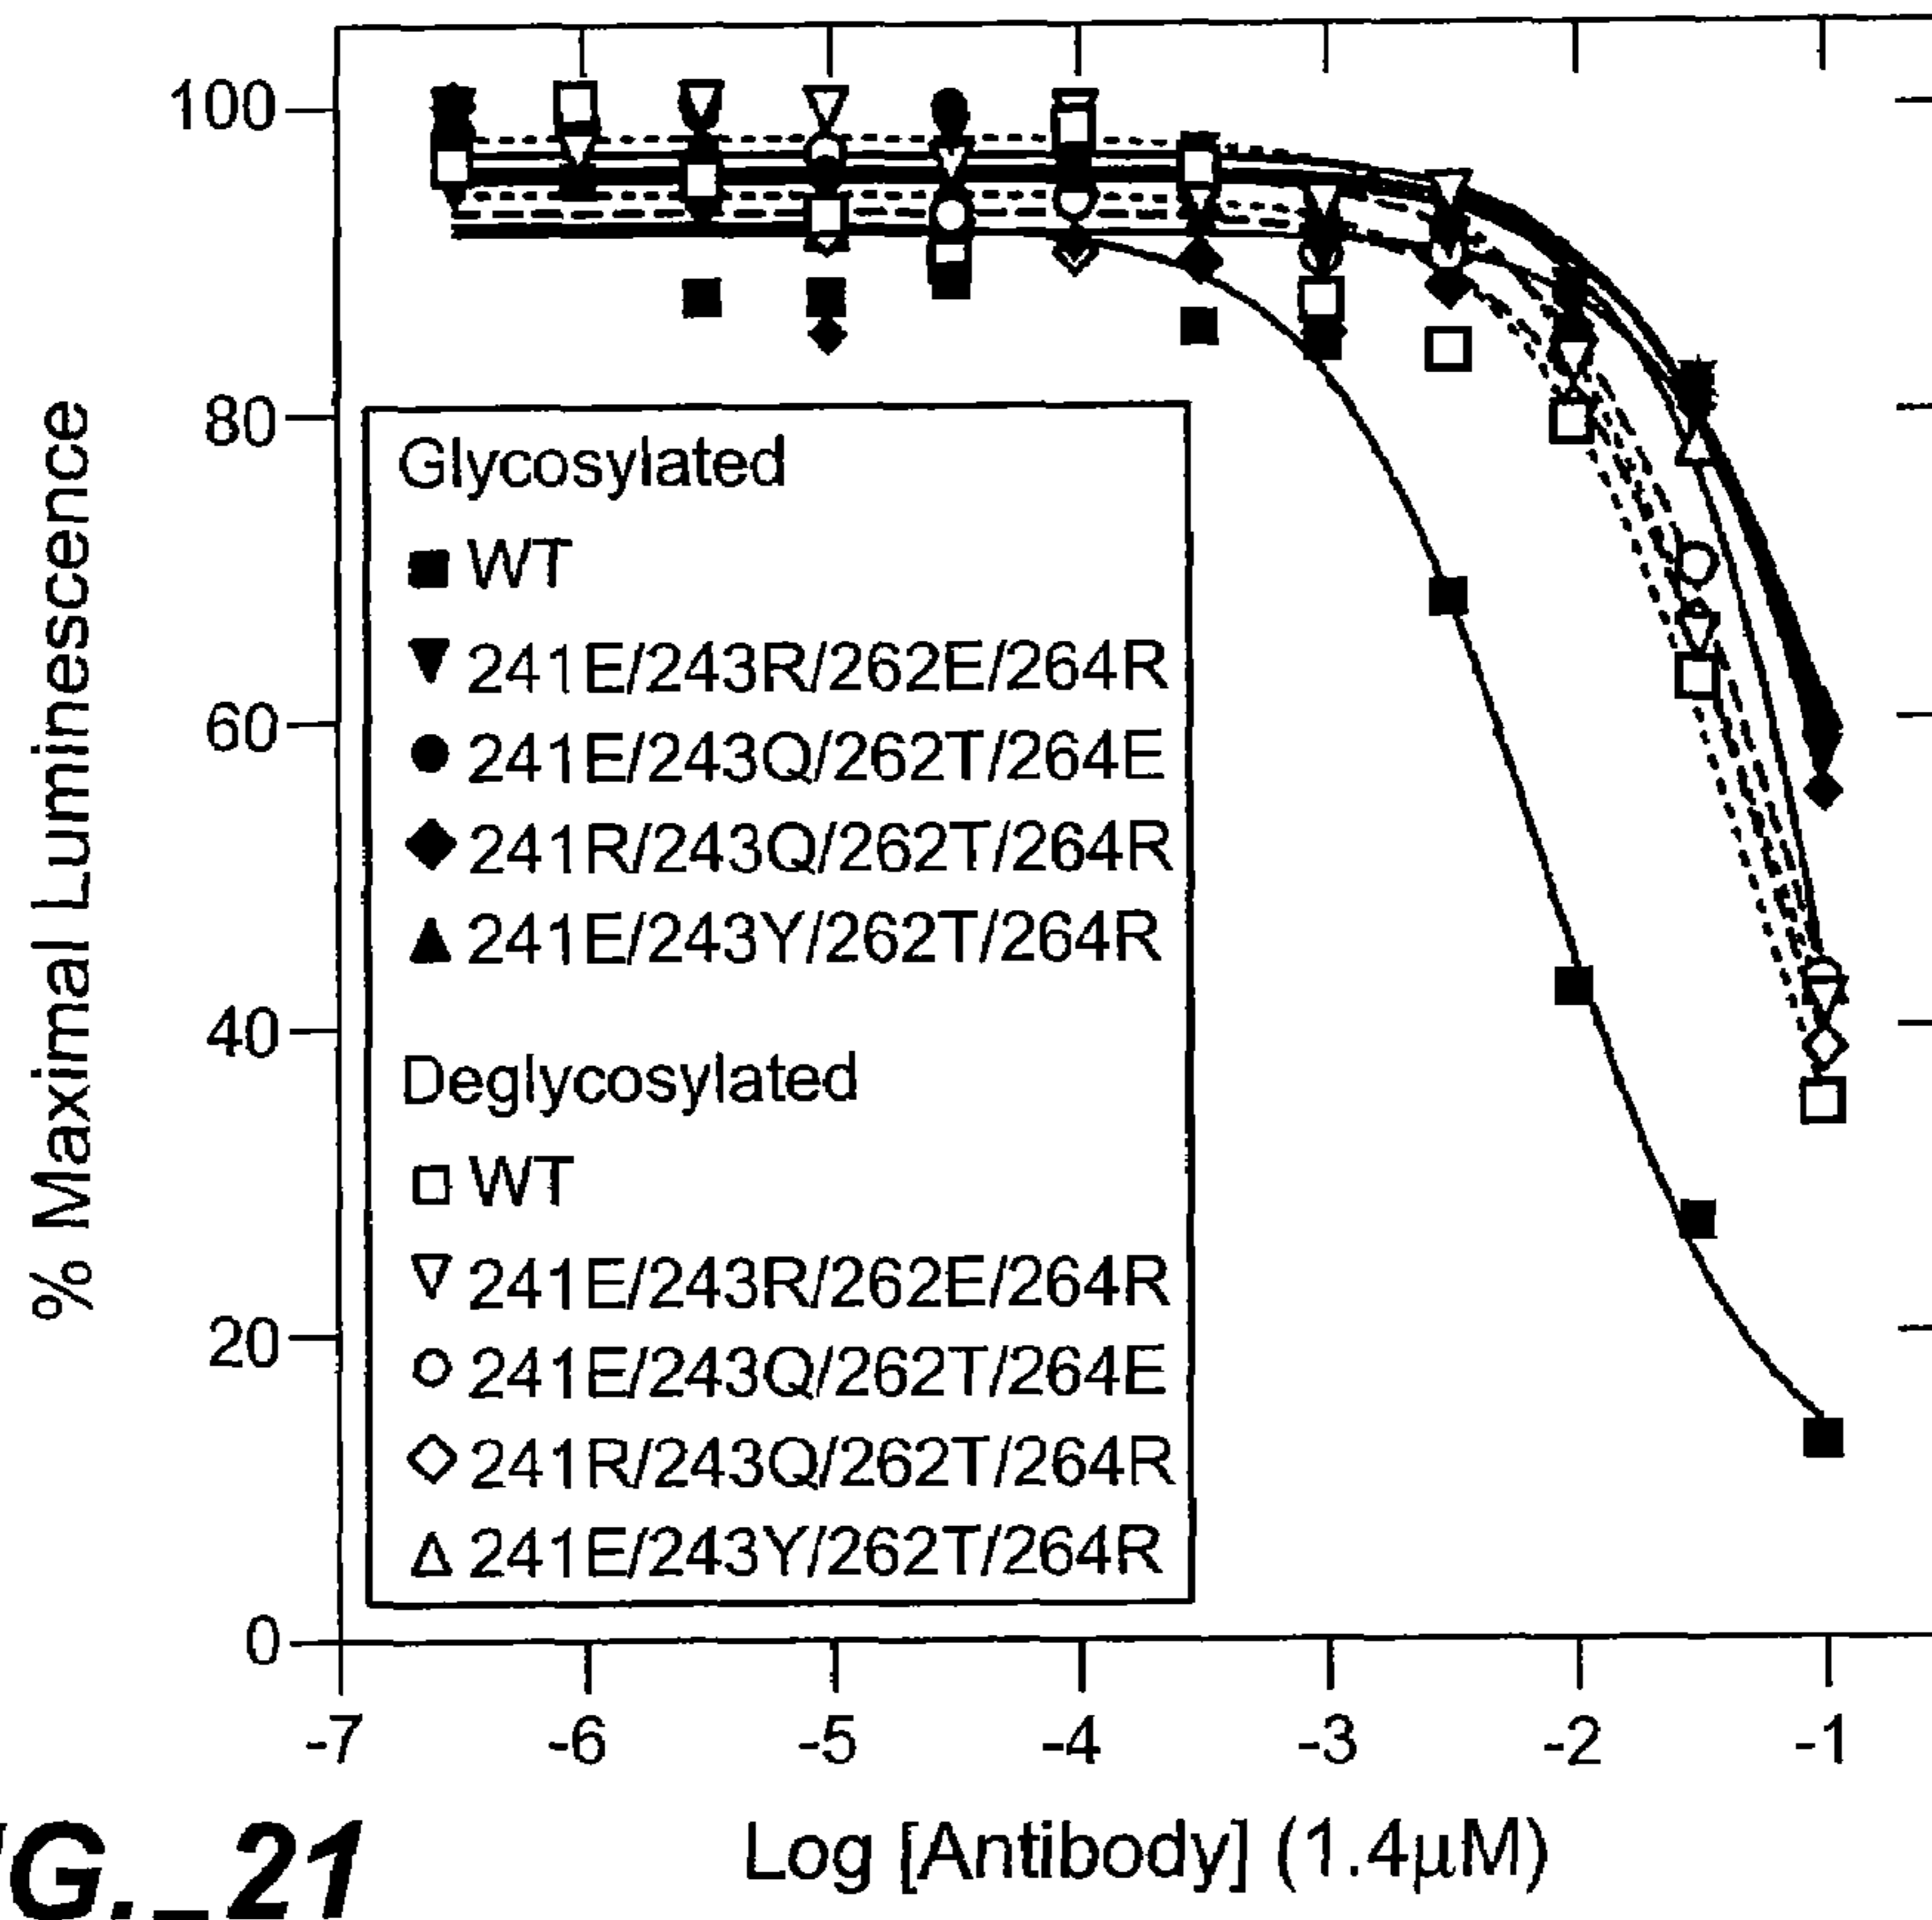 % Maximal Luminescence
100
80
60
40
20
0
Glycosylated
WT
241E/243R/262E/264R
241E/243Q/262T/264E
241R/243Q/262T/264R
241E/243Y/262T/264R
Deglycosylated
WT
241E/243R/262E/264R
241E/243Q/262T/264E
241R/243Q/262T/264R
241E/243Y/262T/264R
-7 -6 -5 -4 -3 -2 -1
Log [Antibody] (1.4μM)
G._21